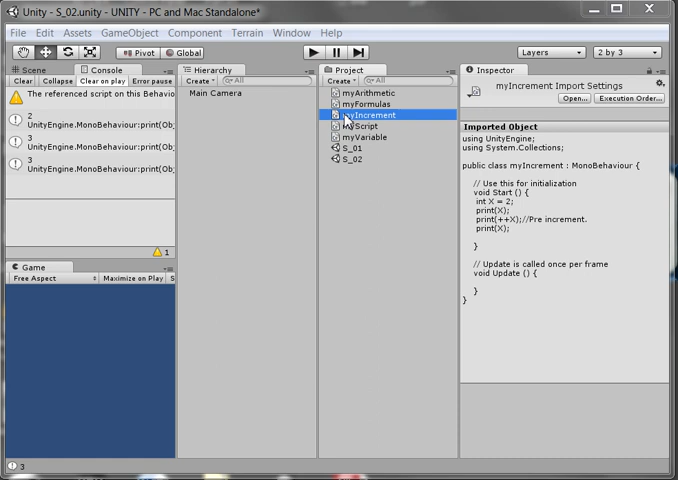 Unity - S_02.unity - UNITY - PC and Mac Standalone*
File Edit Assets GameObject Component Terrain Window Help
Pivot Global Layers 2 by 3
Scene Console
Clear Collapse Clear on play Error pause
The referenced script on this Behavio
2
UnityEngine.MonoBehaviour:print(Obj
3
UnityEngine.MonoBehaviour:print(Obj
3
UnityEngine.MonoBehaviour:print(Obj
1
Game
Free Aspect Maximize on Play S
3
Hierarchy
Create All
Main Camera
Project
Create All
myArithmetic
myFormulas
myIncrement
myScript
myVariable
S_01
S_02
Inspector
myIncrement Import Settings
Open... Execution Order...
Imported Object
using UnityEngine;
using System.Collections;
public class myIncrement : MonoBehaviour {
// Use this for initialization
void Start () {
int X = 2;
print(X);
print(++X);//Pre increment.
print(X);
}
// Update is called once per frame
void Update () {
}
}